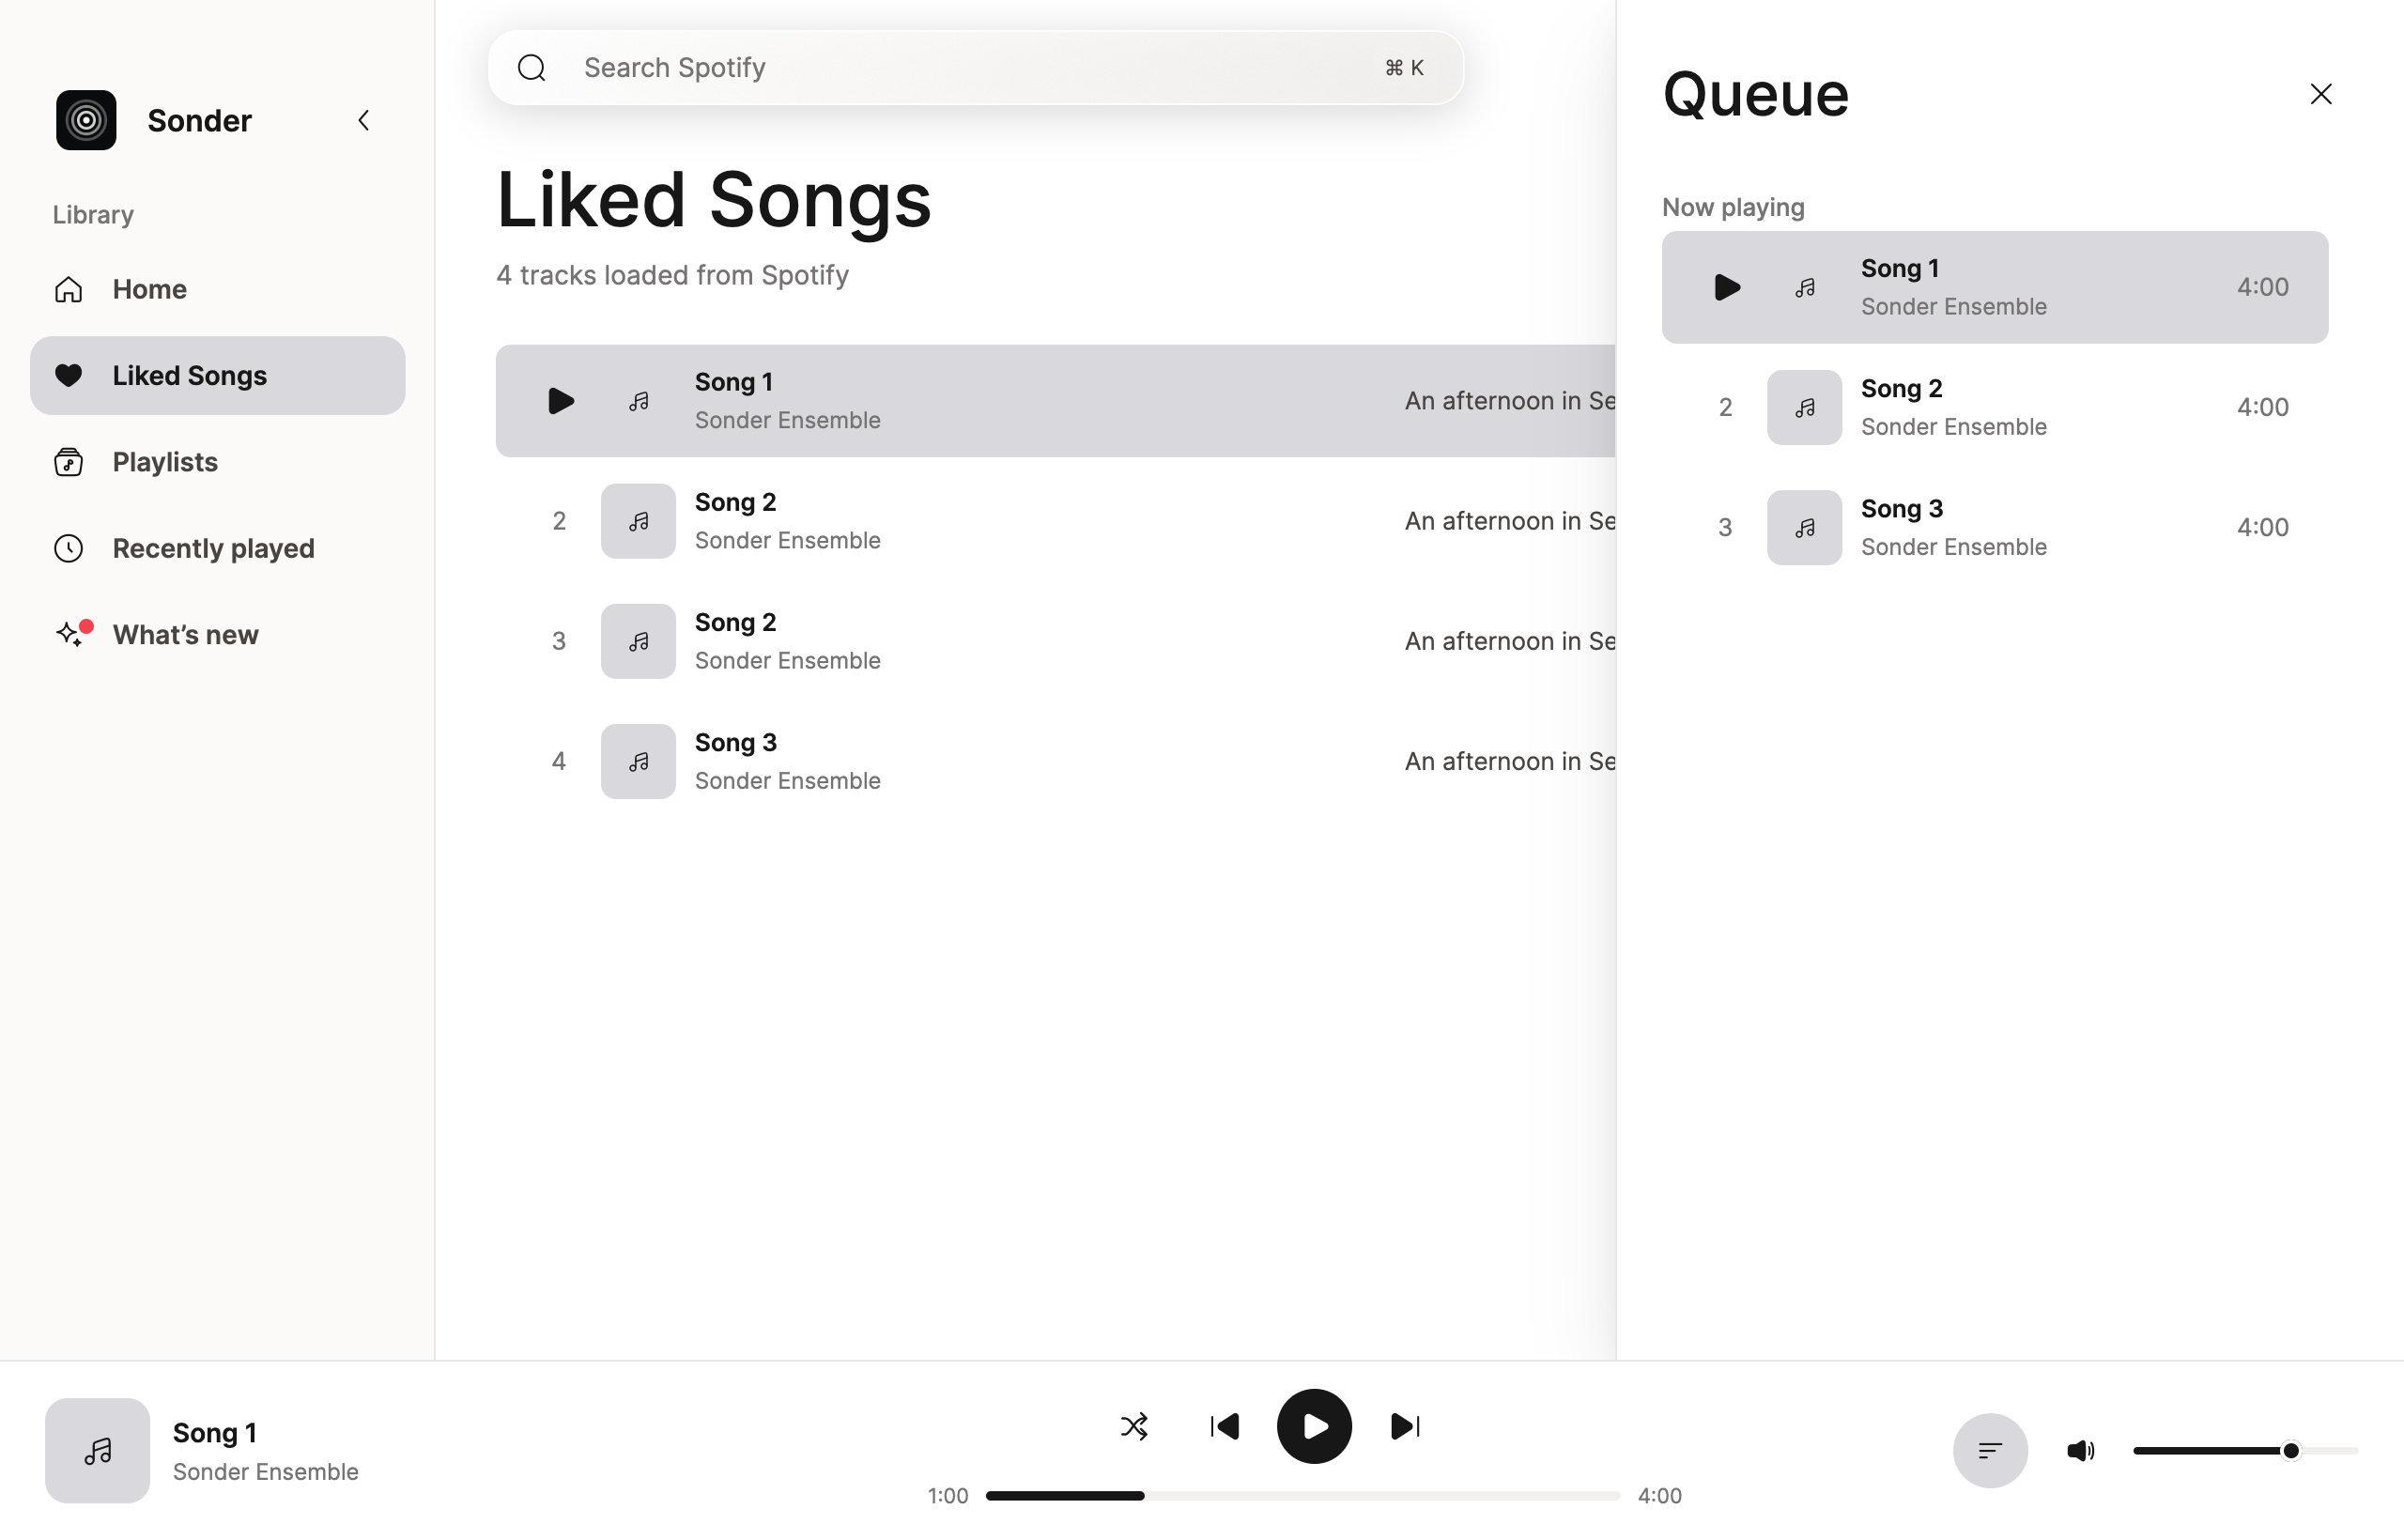 Sonder
Library
Home
Liked Songs
Playlists
Recently played
What’s new
Search Spotify
⌘ K
Liked Songs
4 tracks loaded from Spotify
Song 1
Sonder Ensemble
An afternoon in Se
2
Song 2
Sonder Ensemble
An afternoon in Se
3
Song 2
Sonder Ensemble
An afternoon in Se
4
Song 3
Sonder Ensemble
An afternoon in Se
Queue
Now playing
Song 1
Sonder Ensemble
4:00
2
Song 2
Sonder Ensemble
4:00
3
Song 3
Sonder Ensemble
4:00
Song 1
Sonder Ensemble
1:00
4:00